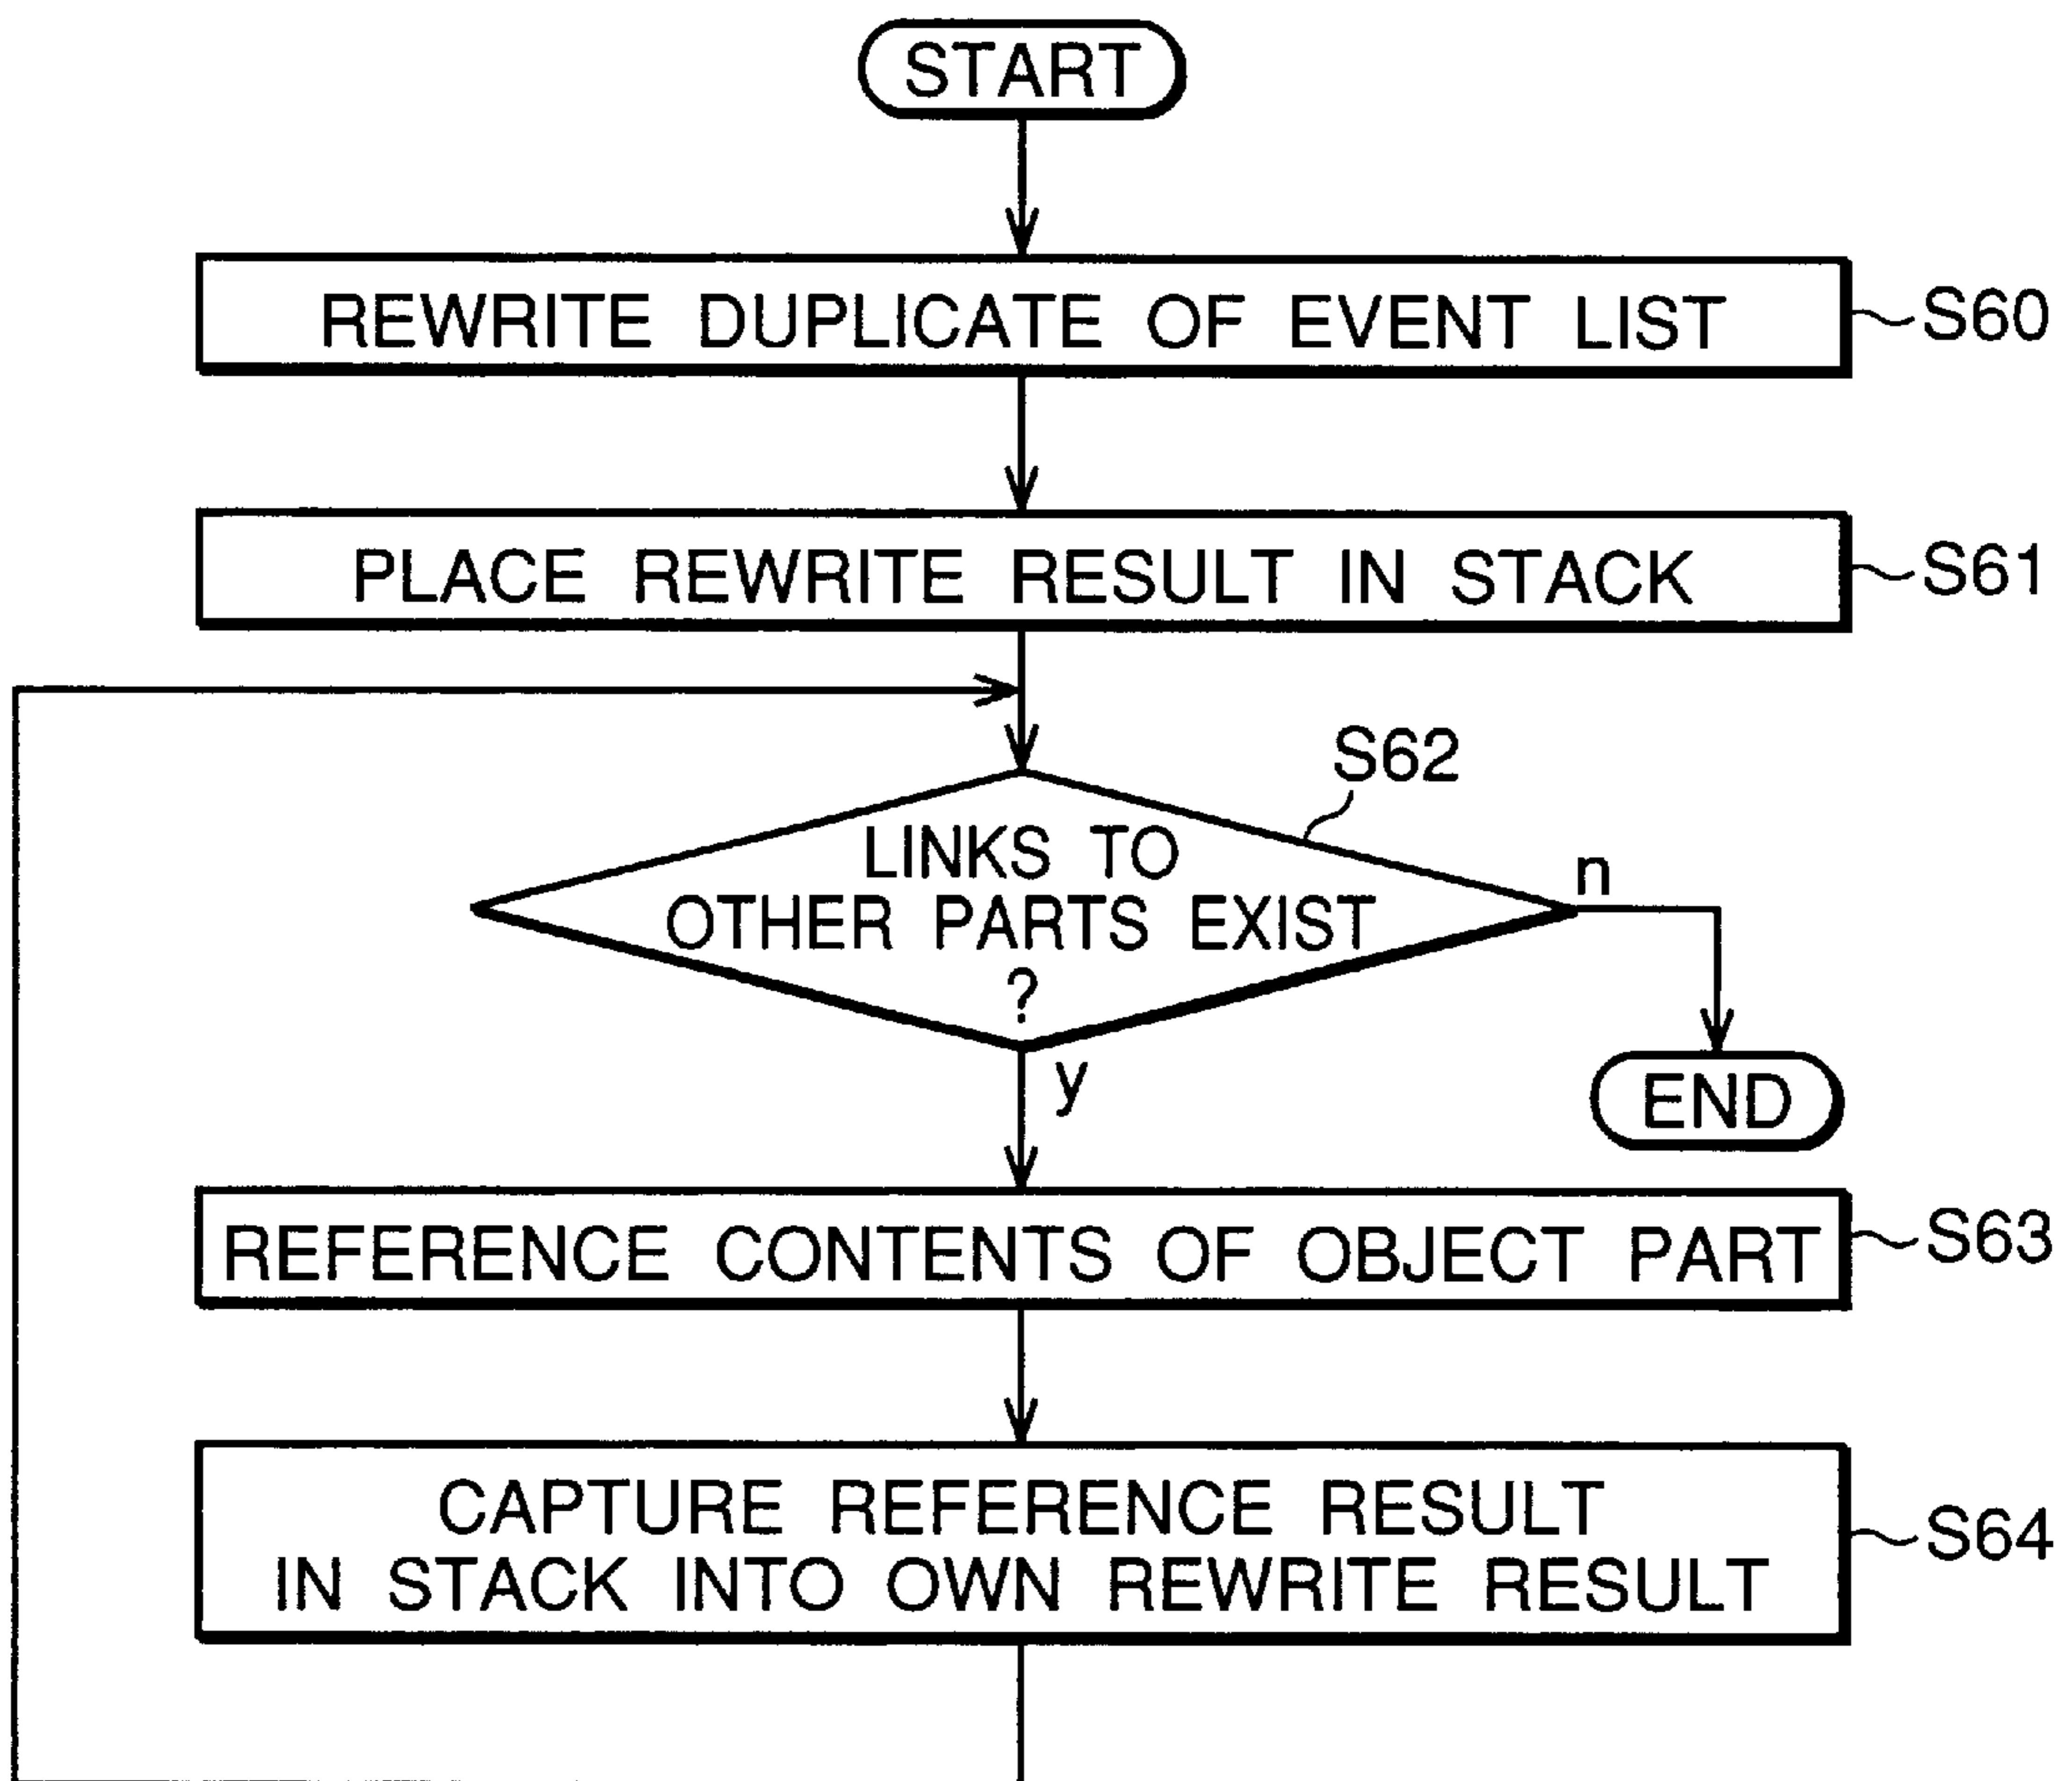 START
REWRITE DUPLICATE OF EVENT LIST
S60
PLACE REWRITE RESULT IN STACK
S61
S62
LINKS TO
OTHER PARTS EXIST
?
n
y
END
REFERENCE CONTENTS OF OBJECT PART
S63
CAPTURE REFERENCE RESULT
IN STACK INTO OWN REWRITE RESULT
S64